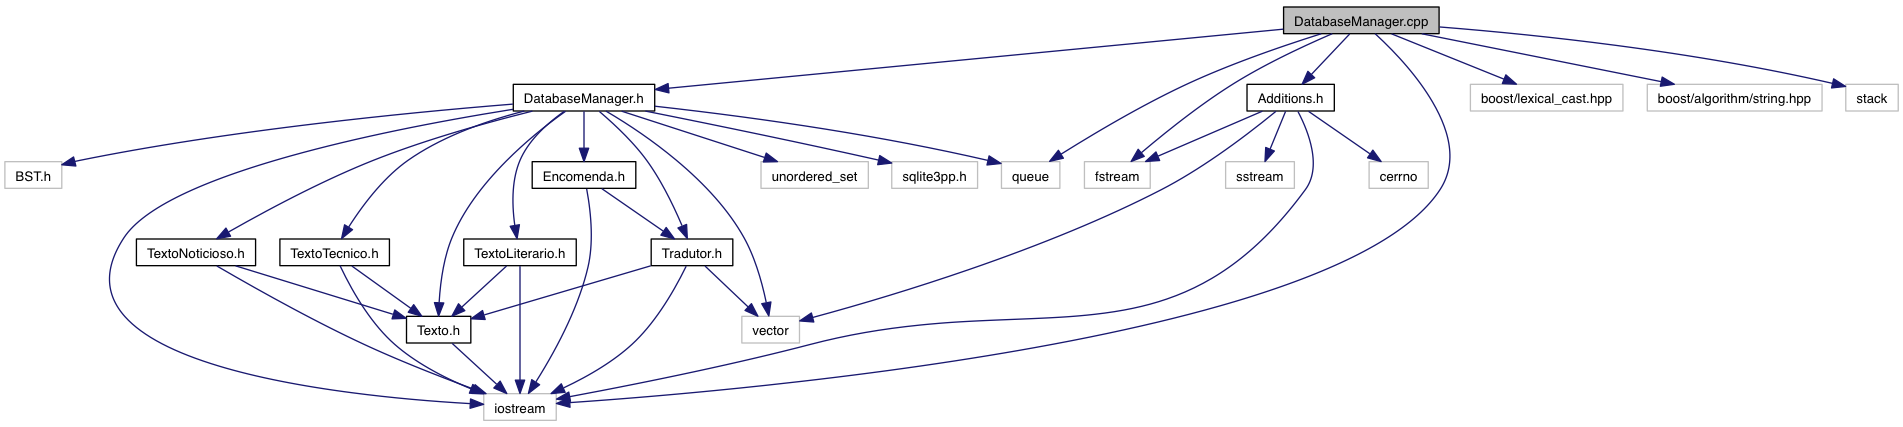 DatabaseManager.cpp
DatabaseManager.h
Additions.h
boost/lexical_cast.hpp
boost/algorithm/string.hpp
stack
BST.h
Encomenda.h
unordered_set
sqlite3pp.h
queue
fstream
sstream
cerrno
TextoNoticioso.h
TextoTecnico.h
TextoLiterario.h
Tradutor.h
Texto.h
vector
iostream